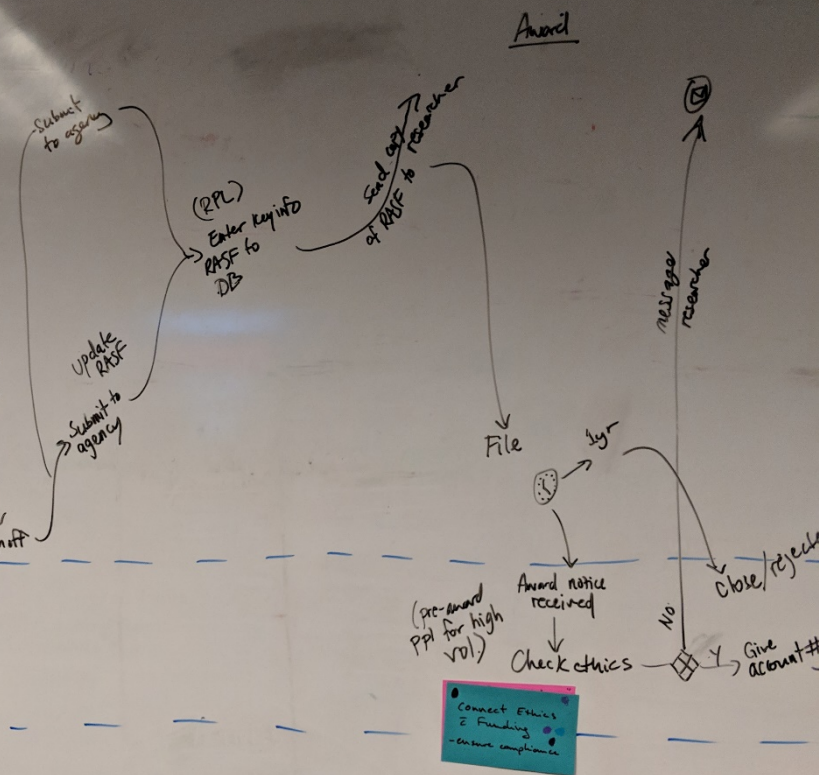 Award
Submit
to agency
(RPL)
Enter key info
RASF to
DB
Send copy
of RASF to researcher
message
researcher
Update
RASF
Submit to
agency
File
1yr
Award notice
received
(pre-award
ppl for high
vol.)
Check ethics
No
Y
Give
account #
Close/rejected
Connect Ethics
c̄ Funding
- ensure compliance